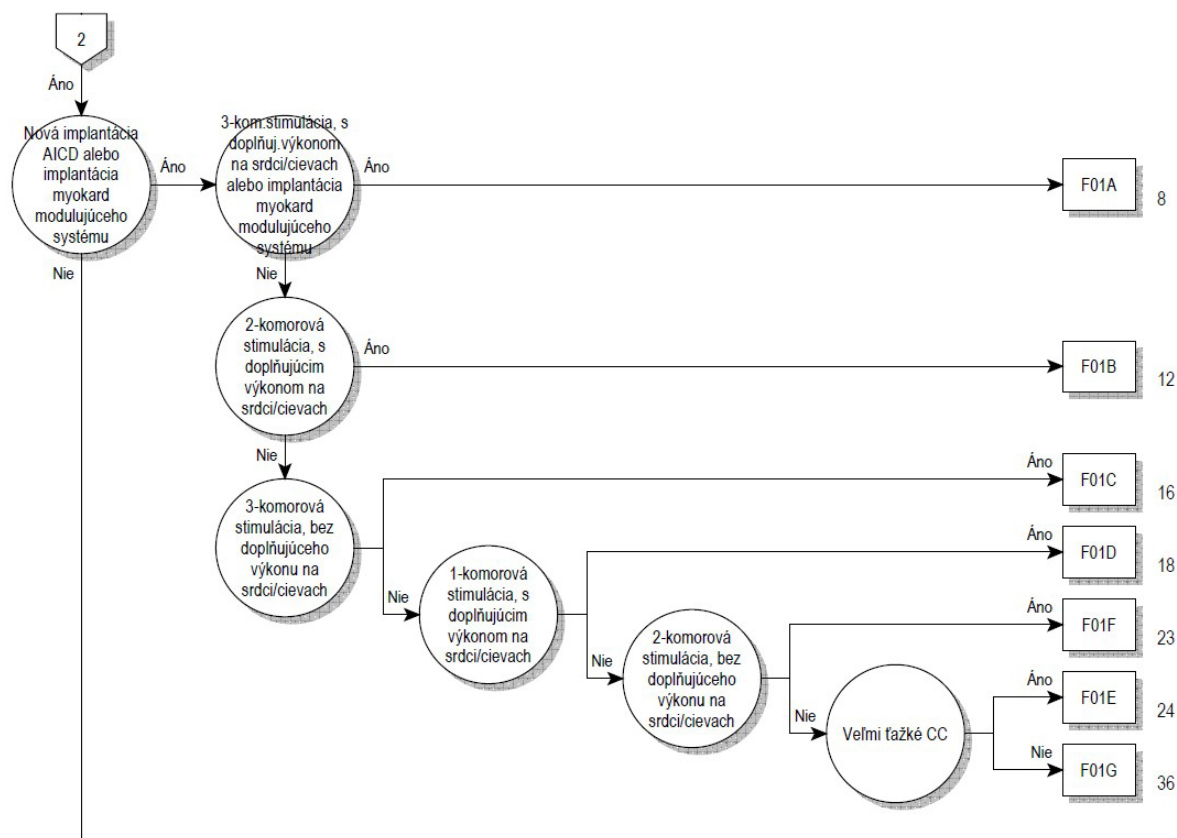 2
Áno
Nová implantácia
AICD alebo
implantácia
myokard
modulujúceho
systému
Áno
3-kom.stimulácia, s
doplňuj.výkonom
na srdci/cievach
alebo implantácia
myokard
modulujúceho
systému
Áno
F01A
8
Nie
Nie
2-komorová
stimulácia, s
doplňujúcim
výkonom na
srdci/cievach
Áno
F01B
12
Nie
3-komorová
stimulácia, bez
doplňujúceho
výkonu na
srdci/cievach
Áno
F01C
16
Nie
1-komorová
stimulácia, s
doplňujúcim
výkonom na
srdci/cievach
Áno
F01D
18
Nie
2-komorová
stimulácia, bez
doplňujúceho
výkonu na
srdci/cievach
Áno
F01F
23
Nie
Veľmi ťažké CC
Áno
F01E
24
Nie
F01G
36